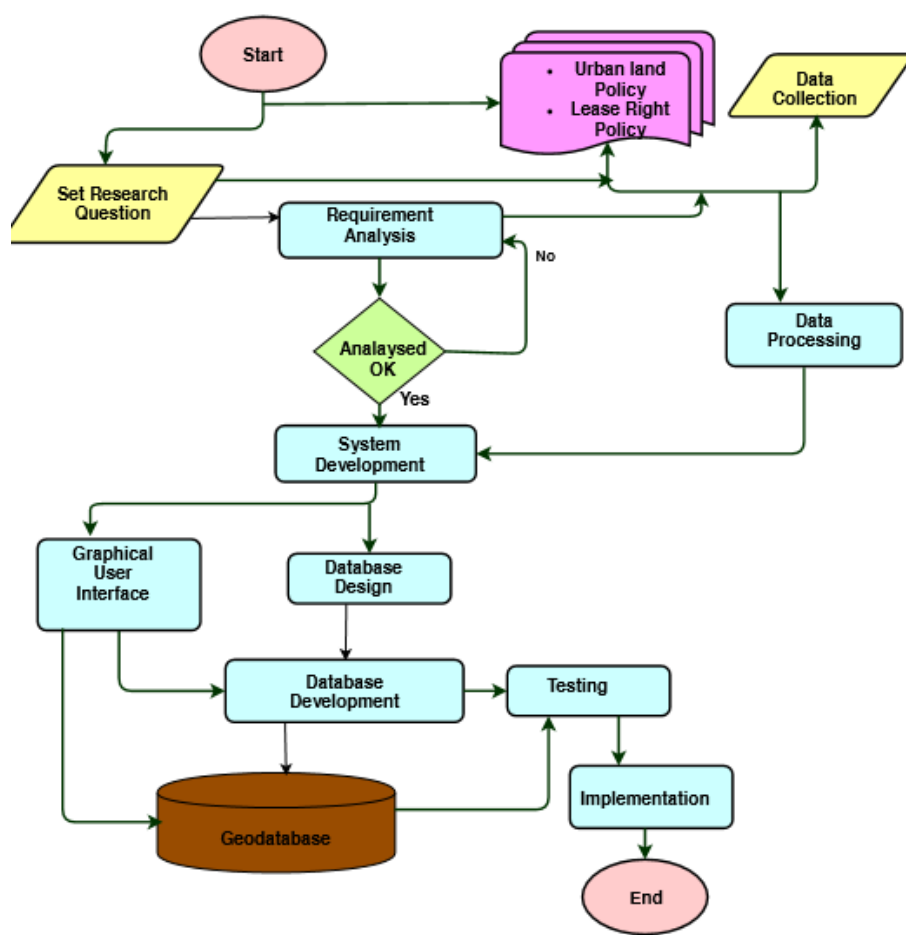 Start
• Urban land
Policy
• Lease Right
Policy
Data
Collection
Set Research
Question
Requirement
Analysis
No
Analaysed
OK
Yes
Data
Processing
System
Development
Graphical
User
Interface
Database
Design
Database
Development
Testing
Implementation
Geodatabase
End